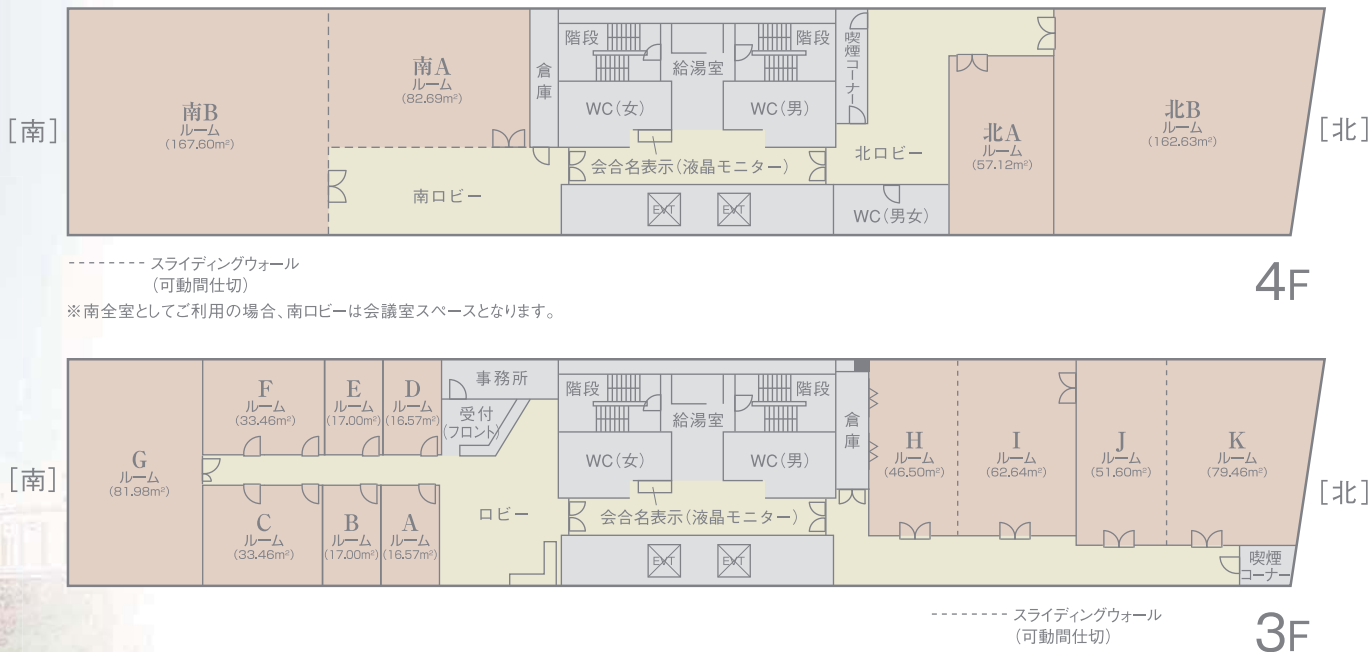 階段
階段
喫煙コーナー
給湯室
倉庫
南A
ルーム
(82.69m²)
南B
ルーム
(167.60m²)
WC(女)
WC(男)
北B
ルーム
(162.63m²)
北A
ルーム
(57.12m²)
[南]
[北]
北ロビー
会合名表示(液晶モニター)
南ロビー
EVT
EVT
WC(男女)
スライディングウォール
(可動間仕切)
4F
※南全室としてご利用の場合、南ロビーは会議室スペースとなります。
F
ルーム
(33.46m²)
E
ルーム
(17.00m²)
D
ルーム
(16.57m²)
事務所
受付
(フロント)
階段
階段
給湯室
倉庫
G
ルーム
(81.98m²)
WC(女)
WC(男)
H
ルーム
(46.50m²)
I
ルーム
(62.64m²)
J
ルーム
(51.60m²)
K
ルーム
(79.46m²)
[南]
[北]
C
ルーム
(33.46m²)
B
ルーム
(17.00m²)
A
ルーム
(16.57m²)
ロビー
会合名表示(液晶モニター)
EVT
EVT
喫煙
コーナー
スライディングウォール
(可動間仕切)
3F